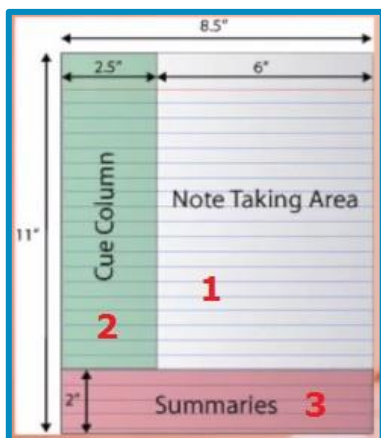 8.5"
2.5"
6"
11"
Cue Column
Note Taking Area
1
2
2"
Summaries 3